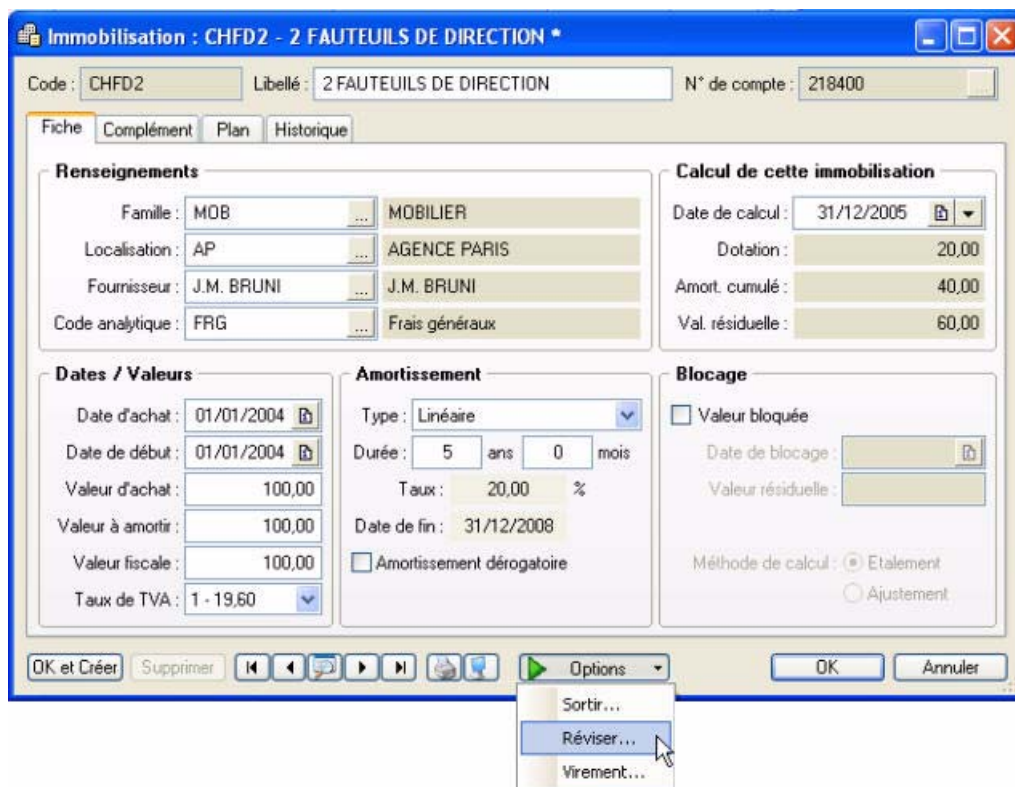 Immobilisation : CHFD2 - 2 FAUTEUILS DE DIRECTION *
Code : CHFD2 Libellé : 2 FAUTEUILS DE DIRECTION N° de compte : 218400 ...
Fiche Complément Plan Historique
Renseignements
Famille : MOB ... MOBILIER
Localisation : AP ... AGENCE PARIS
Fournisseur : J.M. BRUNI ... J.M. BRUNI
Code analytique : FRG ... Frais généraux
Calcul de cette immobilisation
Date de calcul : 31/12/2005
Dotation : 20,00
Amort. cumulé : 40,00
Val. résiduelle : 60,00
Dates / Valeurs
Date d'achat : 01/01/2004
Date de début : 01/01/2004
Valeur d'achat : 100,00
Valeur à amortir : 100,00
Valeur fiscale : 100,00
Taux de TVA : 1 - 19,60
Amortissement
Type : Linéaire
Durée : 5 ans 0 mois
Taux : 20,00 %
Date de fin : 31/12/2008
Amortissement dérogatoire
Blocage
Valeur bloquée
Date de blocage :
Valeur résiduelle :
Méthode de calcul : Etalement
Ajustement
OK et Créer Supprimer Options OK Annuler
Sortir...
Réviser...
Virement...